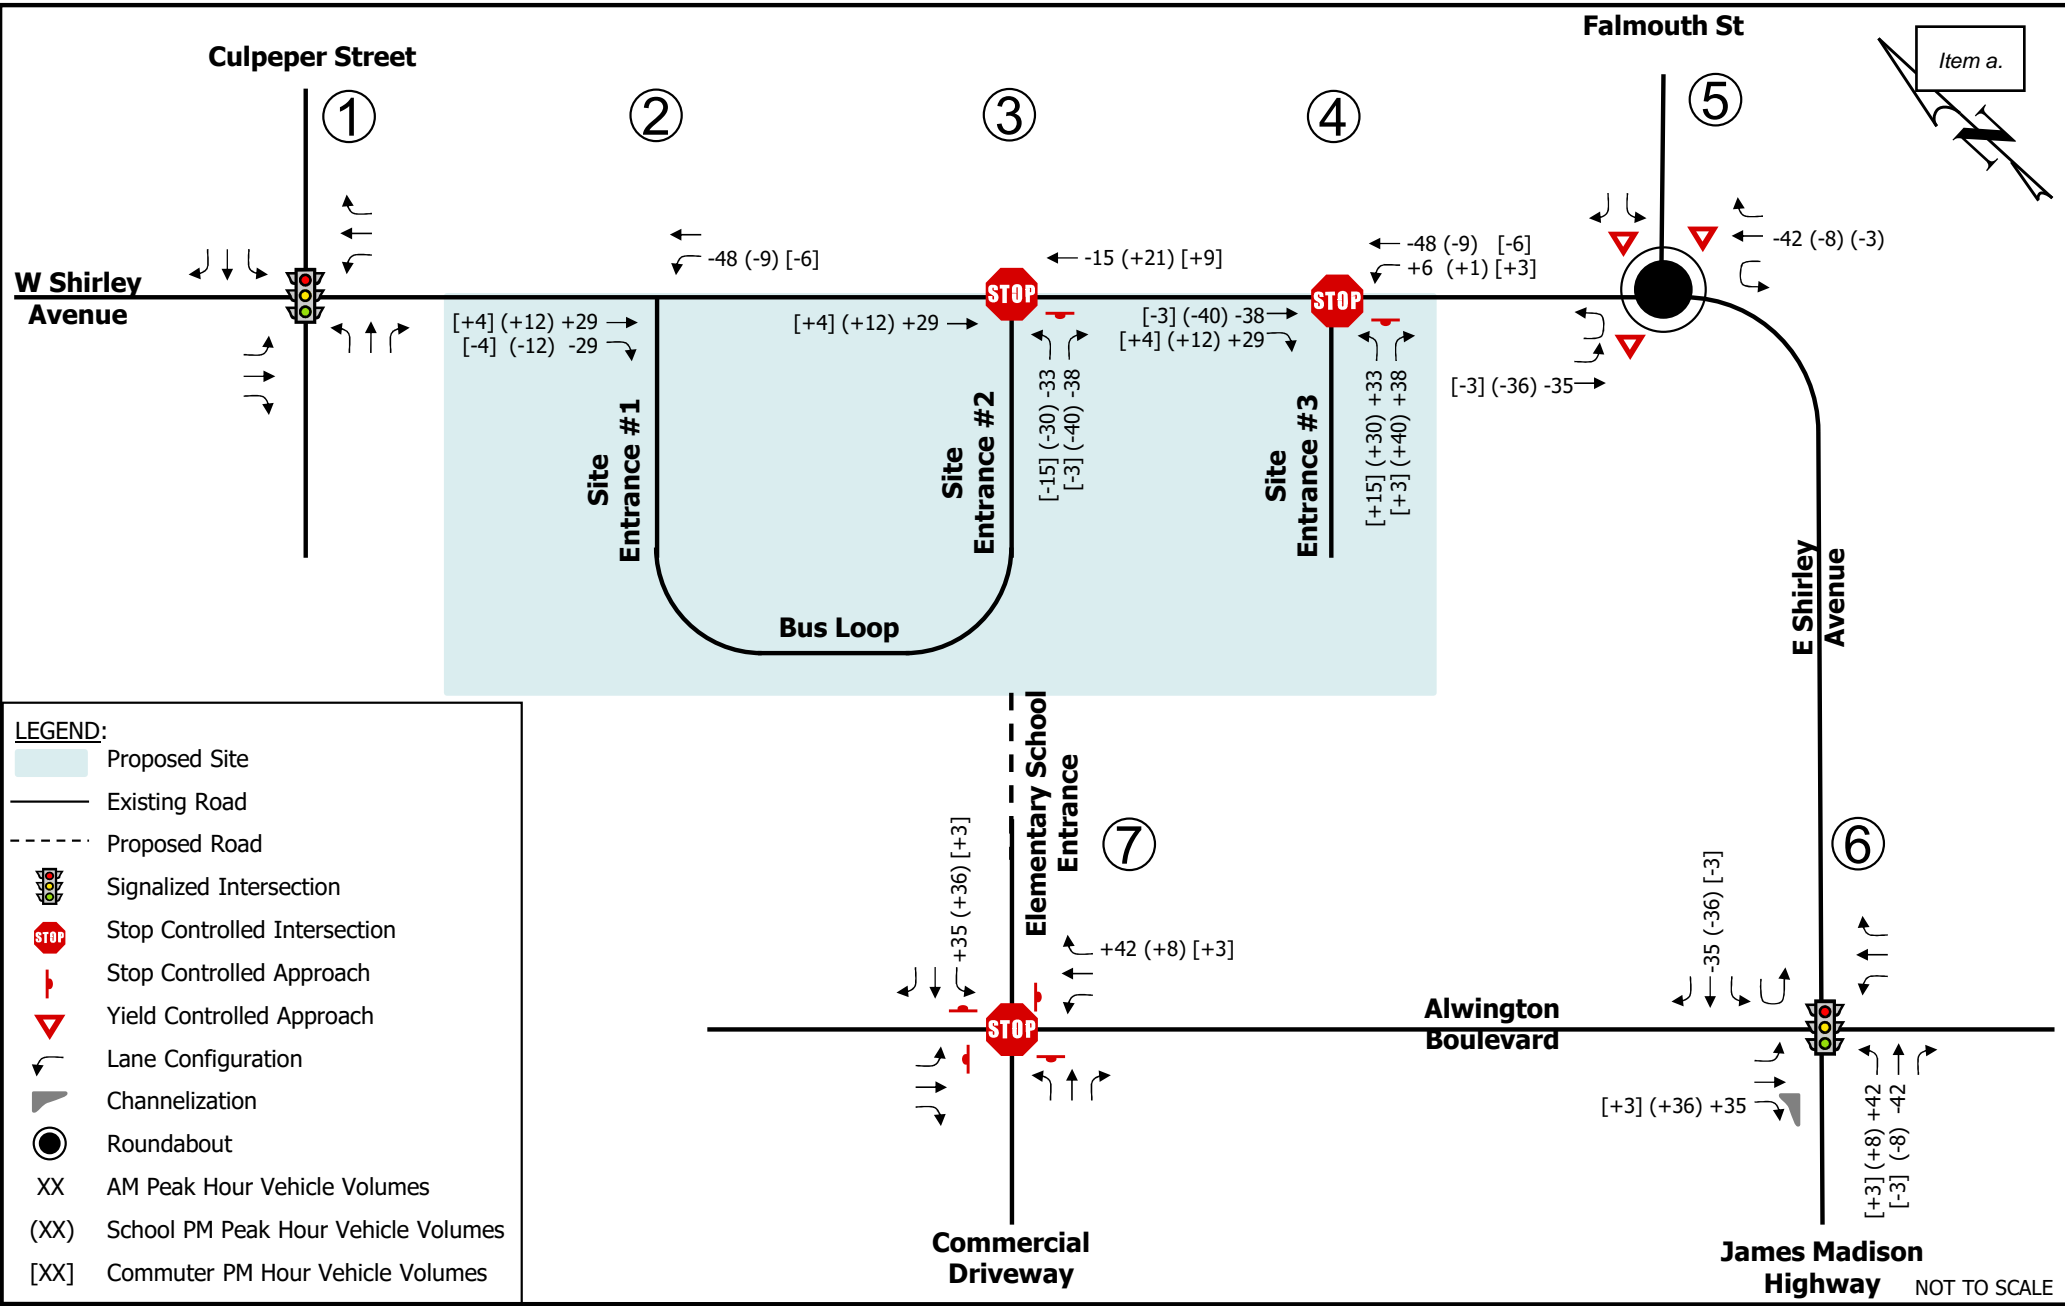 Falmouth St
Item a.
N
Culpeper Street
1
2
3
4
5
W Shirley
Avenue
-48 (-9) [-6]
-15 (+21) [+9]
-48 (-9) [-6]
+6 (+1) [+3]
-42 (-8) (-3)
STOP
STOP
[+4] (+12) +29
[-4] (-12) -29
[+4] (+12) +29
[-3] (-40) -38
[+4] (+12) +29
[-3] (-36) -35
[-15] (-30) -33
[-3] (-40) -38
[+15] (+30) +33
[+3] (+40) +38
Site
Entrance #1
Site
Entrance #2
Site
Entrance #3
Bus Loop
E Shirley
Avenue
Elementary School
Entrance
7
6
+35 (+36) [+3]
+42 (+8) [+3]
-35 (-36) [-3]
STOP
Alwington
Boulevard
[+3] (+36) +35
[+3] (+8) +42
[-3] (-8) -42
Commercial
Driveway
James Madison
Highway
NOT TO SCALE
LEGEND:
Proposed Site
Existing Road
Proposed Road
Signalized Intersection
STOP Stop Controlled Intersection
Stop Controlled Approach
Yield Controlled Approach
Lane Configuration
Channelization
Roundabout
XX AM Peak Hour Vehicle Volumes
(XX) School PM Peak Hour Vehicle Volumes
[XX] Commuter PM Hour Vehicle Volumes